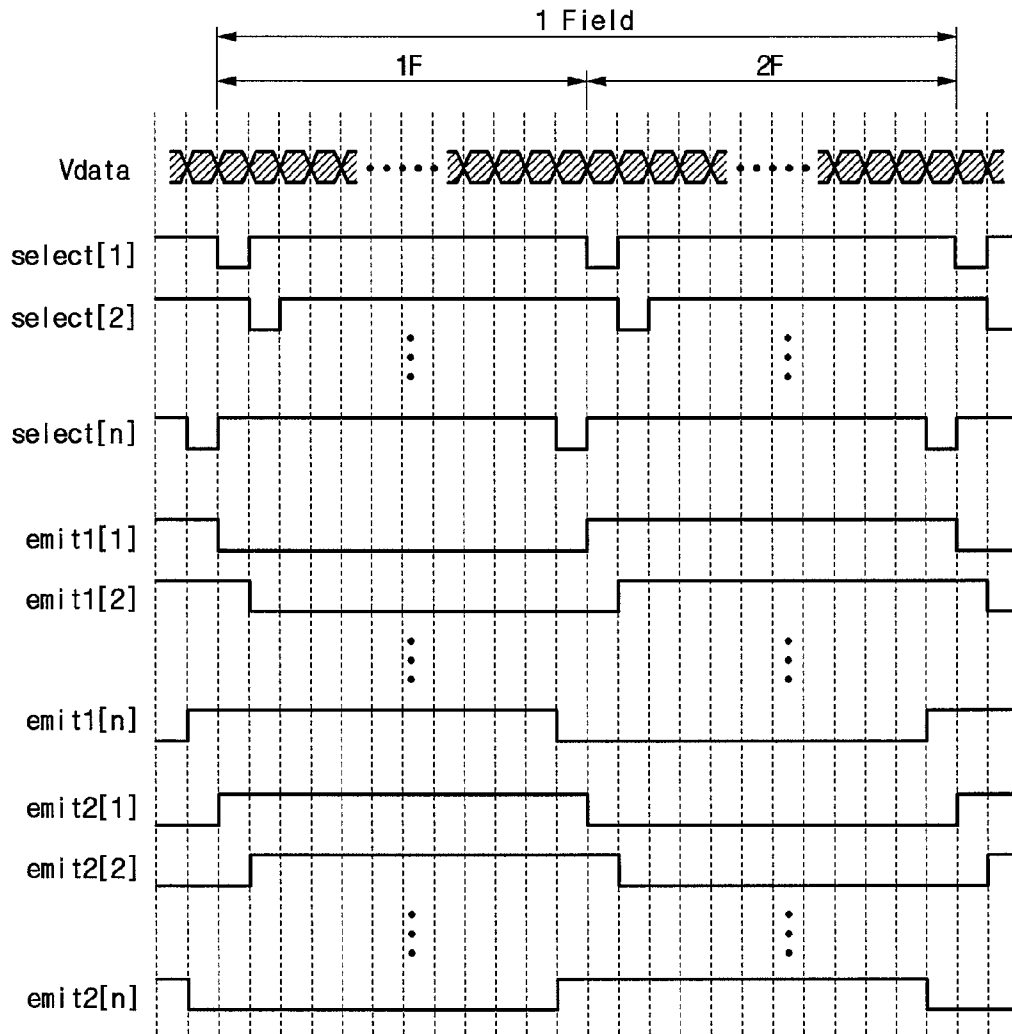 1 Field
1F
2F
Vdata
select[1]
select[2]
select[n]
emit1[1]
emit1[2]
emit1[n]
emit2[1]
emit2[2]
emit2[n]